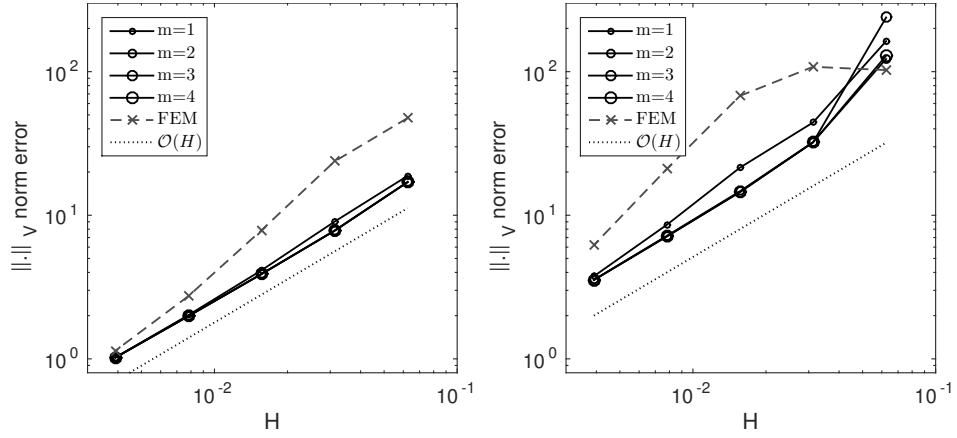 m=1
m=2
m=3
m=4
FEM
O(H)
10^2
10^1
10^0
||.||_V norm error
10^-2
10^-1
H
m=1
m=2
m=3
m=4
FEM
O(H)
10^2
10^1
10^0
||.||_V norm error
10^-2
10^-1
H